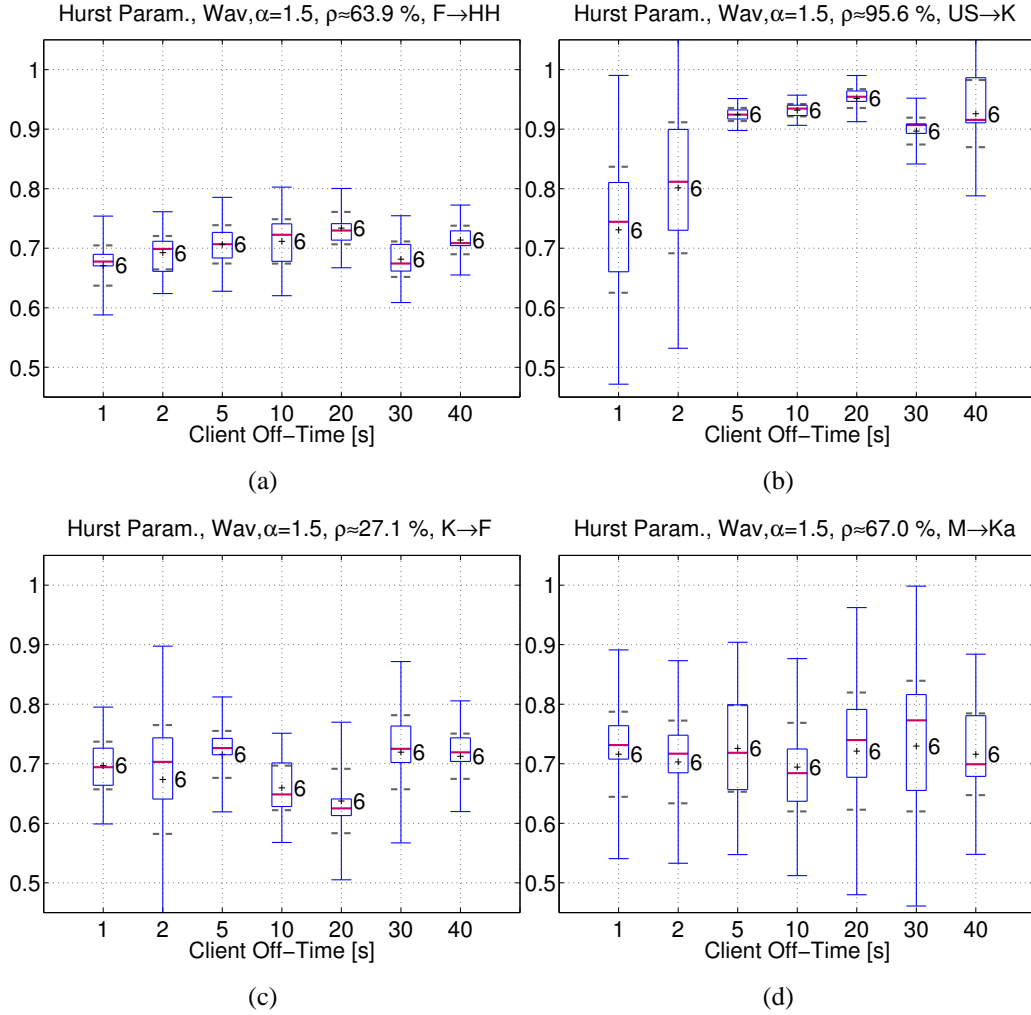 Hurst Param., Wav,α=1.5, ρ≈63.9 %, F→HH
1
0.9
0.8
0.7
0.6
0.5
6 6 6 6 6 6 6
1 2 5 10 20 30 40
Client Off−Time [s]
(a)
Hurst Param., Wav,α=1.5, ρ≈95.6 %, US→K
1
0.9
0.8
0.7
0.6
0.5
6 6 6 6 6 6 6
1 2 5 10 20 30 40
Client Off−Time [s]
(b)
Hurst Param., Wav,α=1.5, ρ≈27.1 %, K→F
1
0.9
0.8
0.7
0.6
0.5
6 6 6 6 6 6 6
1 2 5 10 20 30 40
Client Off−Time [s]
(c)
Hurst Param., Wav,α=1.5, ρ≈67.0 %, M→Ka
1
0.9
0.8
0.7
0.6
0.5
6 6 6 6 6 6 6
1 2 5 10 20 30 40
Client Off−Time [s]
(d)